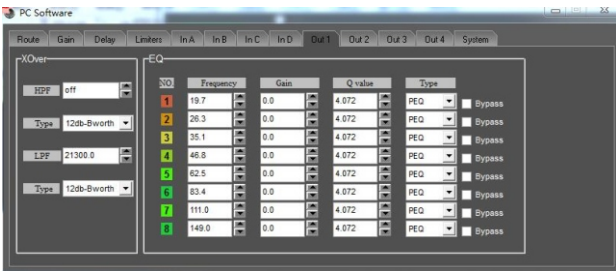 PC Software
Route Gain Delay Limiters In A In B In C In D Out 1 Out 2 Out 3 Out 4 System
XOver
HPF off
Type 12db-Bworth
LPF 21300.0
Type 12db-Bworth
EQ
NO. Frequency Gain Q value Type
1 19.7 0.0 4.072 PEQ Bypass
2 26.3 0.0 4.072 PEQ Bypass
3 35.1 0.0 4.072 PEQ Bypass
4 46.8 0.0 4.072 PEQ Bypass
5 62.5 0.0 4.072 PEQ Bypass
6 83.4 0.0 4.072 PEQ Bypass
7 111.0 0.0 4.072 PEQ Bypass
8 149.0 0.0 4.072 PEQ Bypass